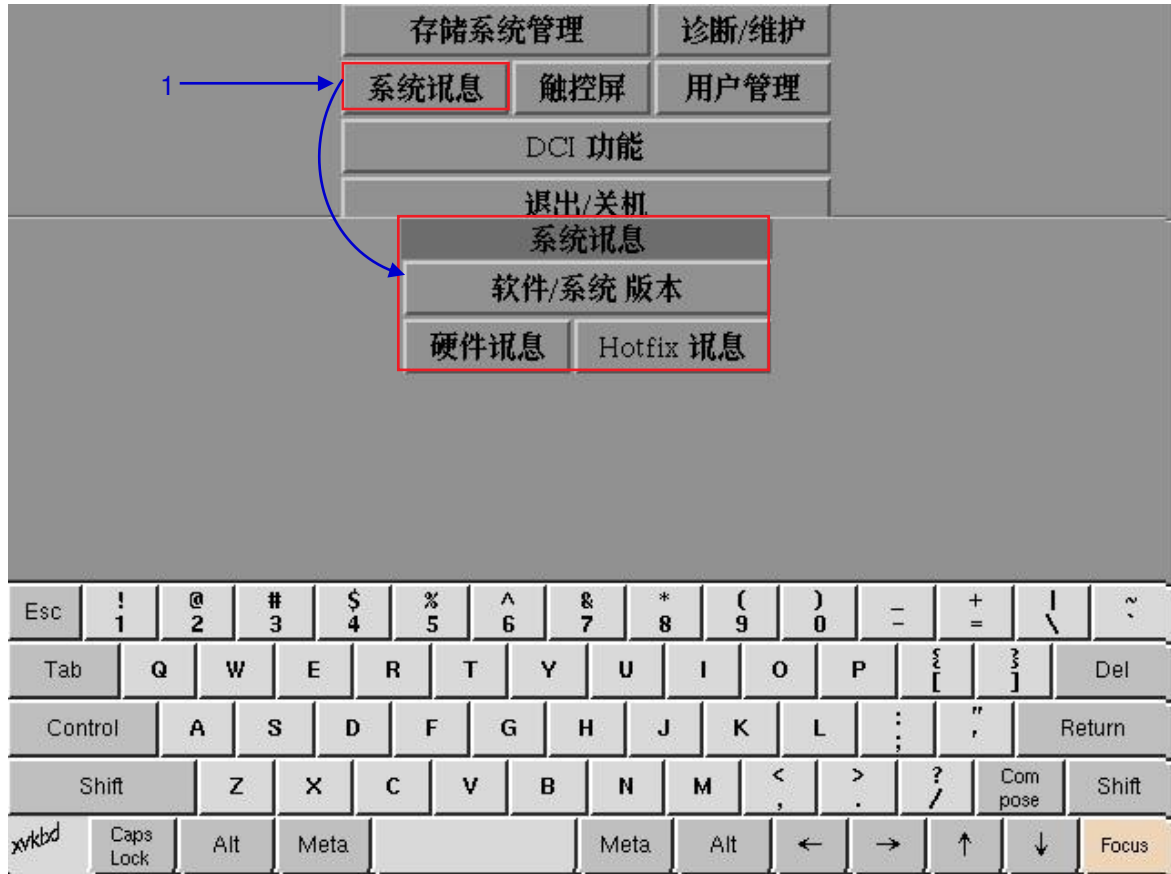 存储系统管理 诊断/维护
1 系统讯息 触控屏 用户管理
DCI 功能
退出/关机
系统讯息
软件/系统 版本
硬件讯息 Hotfix 讯息
Esc ! 1 @ 2 # 3 $ 4 % 5 ^ 6 & 7 * 8 ( 9 ) 0 _ - + = | \ ~ `
Tab Q W E R T Y U I O P { [ } ] Del
Control A S D F G H J K L : ; " ' Return
Shift Z X C V B N M < , > . ? / Com pose Shift
xvkbd Caps Lock Alt Meta Meta Alt ← → ↑ ↓ Focus